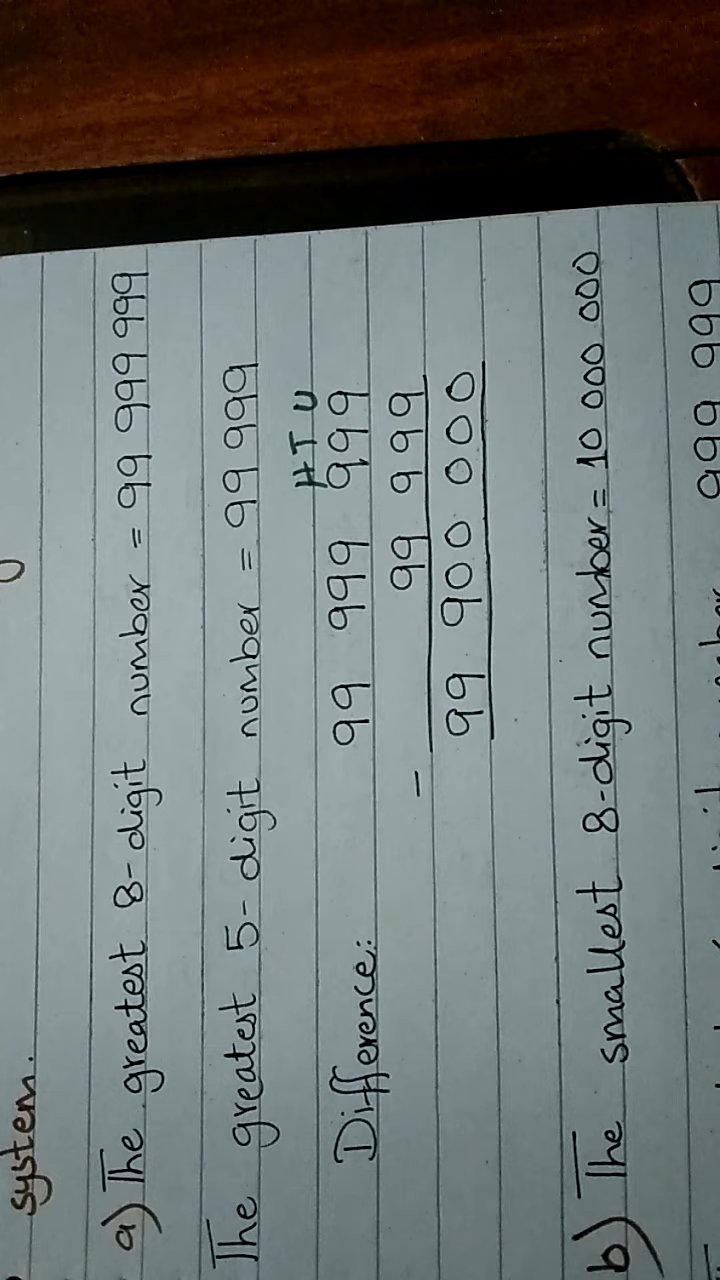 system.
a) The greatest 8-digit number = 99 999 999
The greatest 5-digit number = 99 999
H T U
Difference: 99 999 999
- 99 999
99 900 000
b) The smallest 8-digit number = 10 000 000
999 999